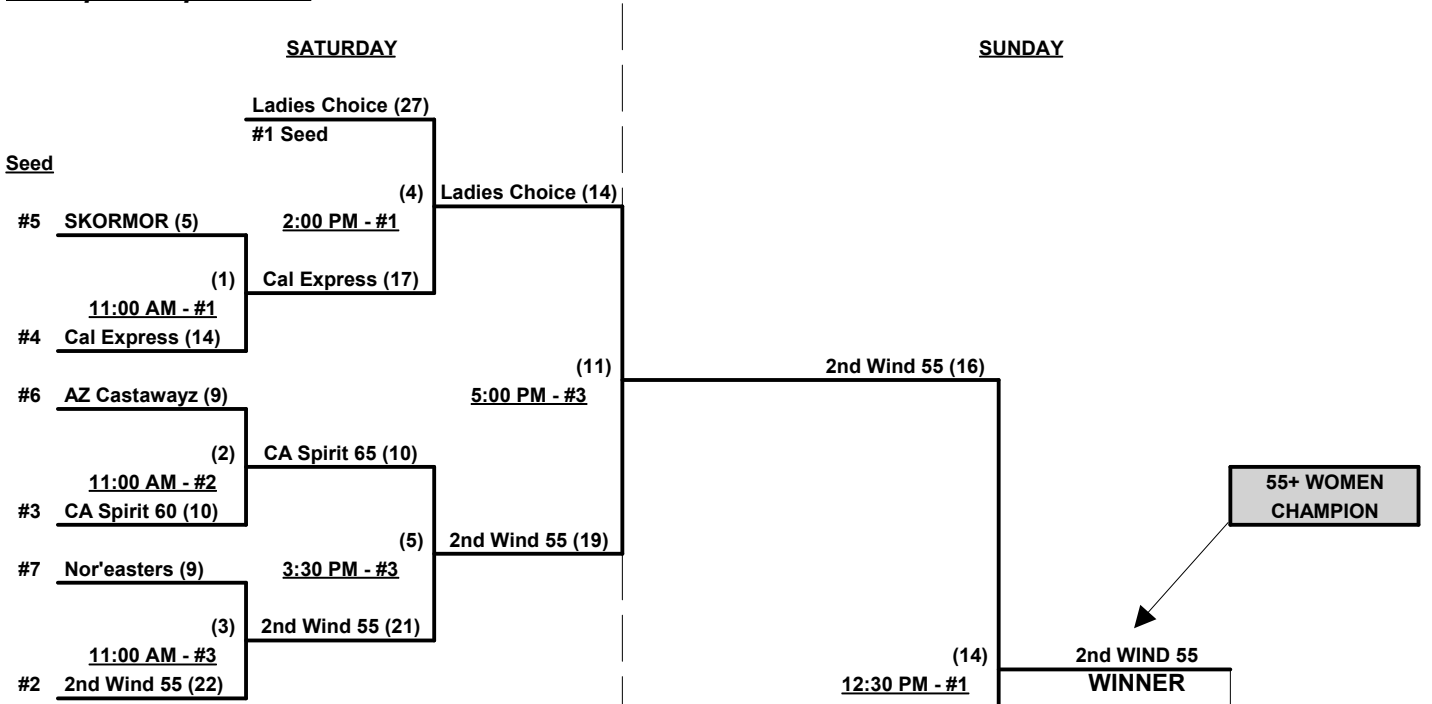 SATURDAY
SUNDAY
Ladies Choice (27)
#1 Seed
Seed
(4)
Ladies Choice (14)
#5
SKORMOR (5)
2:00 PM - #1
(1)
Cal Express (17)
11:00 AM - #1
#4
Cal Express (14)
(11)
2nd Wind 55 (16)
#6
AZ Castawayz (9)
5:00 PM - #3
(2)
CA Spirit 65 (10)
11:00 AM - #2
#3
CA Spirit 60 (10)
55+ WOMEN
CHAMPION
(5)
2nd Wind 55 (19)
#7
Nor'easters (9)
3:30 PM - #3
(3)
2nd Wind 55 (21)
11:00 AM - #3
#2
2nd Wind 55 (22)
(14)
2nd WIND 55
12:30 PM - #1
WINNER